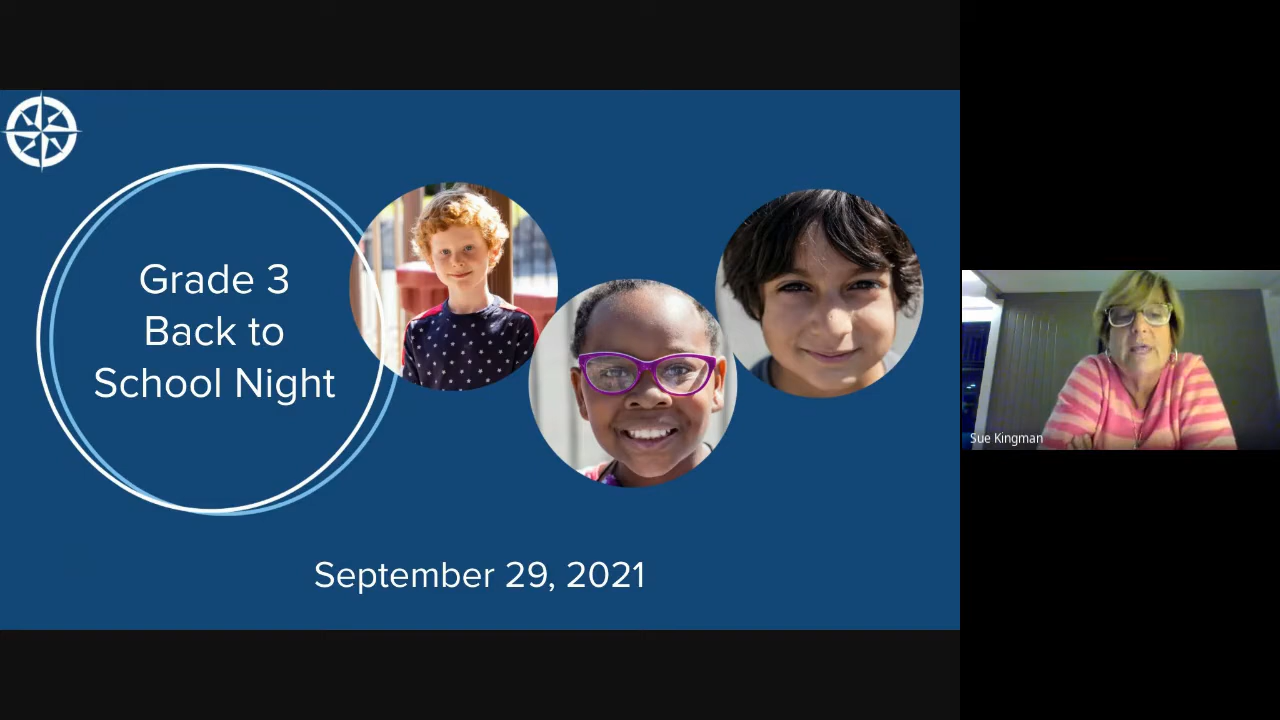 Grade 3
Back to
School Night
September 29, 2021
Sue Kingman